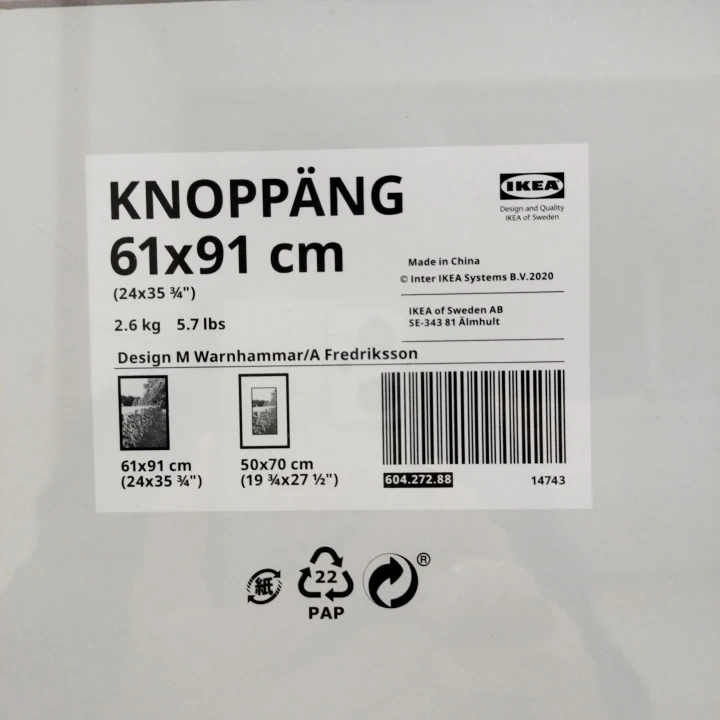 KNOPPÄNG
61x91 cm
(24x35 ¾")
2.6 kg 5.7 lbs
Design M Warnhammar/A Fredriksson
IKEA
Design and Quality
IKEA of Sweden
Made in China
© Inter IKEA Systems B.V.2020
IKEA of Sweden AB
SE-343 81 Älmhult
61x91 cm
(24x35 ¾")
50x70 cm
(19 ¾x27 ½")
604.272.88
14743
紙
22
PAP
®